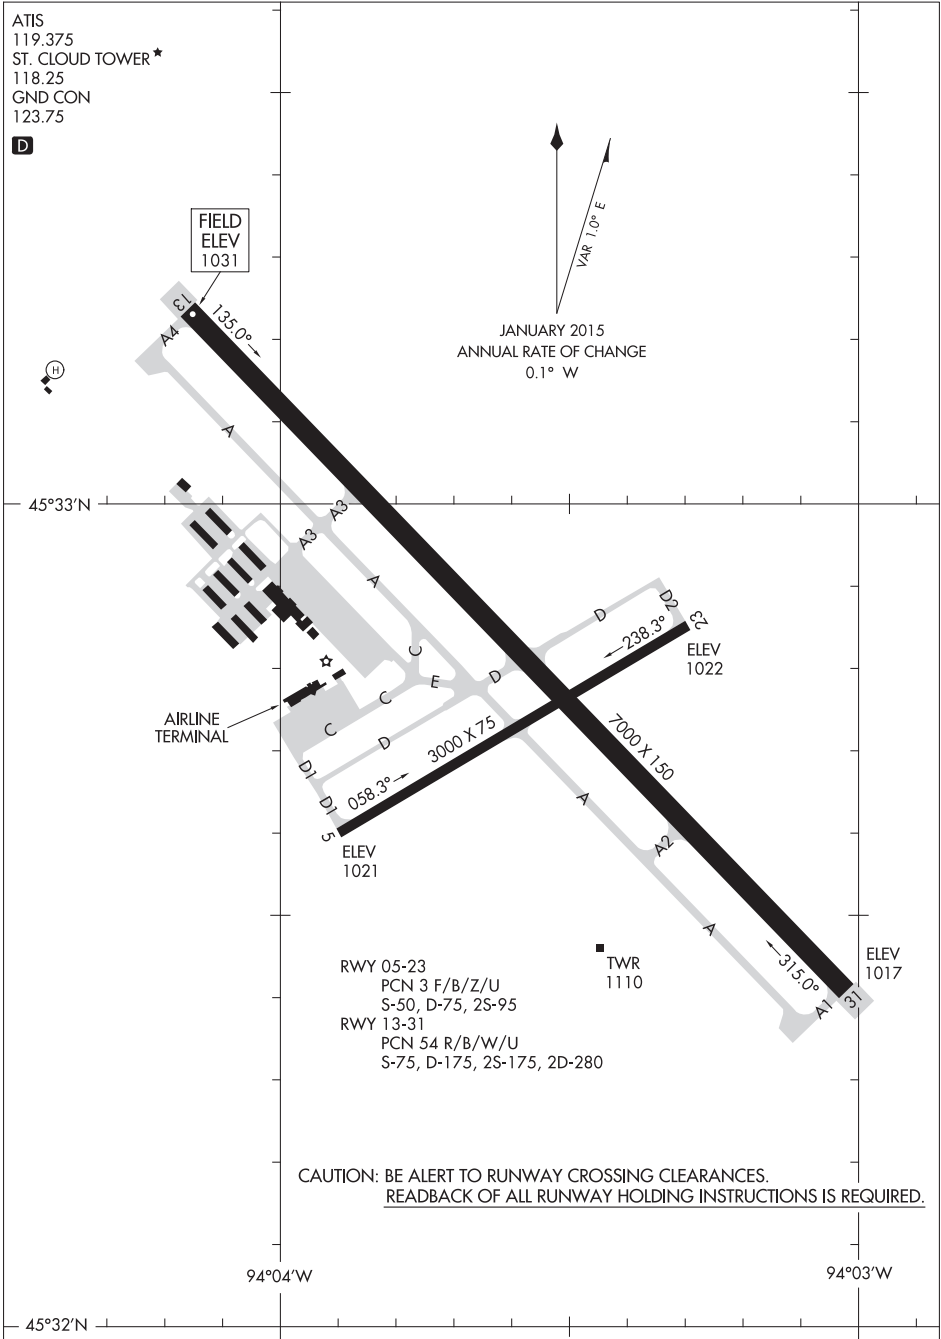 ATIS
119.375
ST. CLOUD TOWER★
118.25
GND CON
123.75
D
FIELD
ELEV
1031
VAR 1.0° E
JANUARY 2015
ANNUAL RATE OF CHANGE
0.1° W
13
135.0°
A4
H
A
45°33'N
A3
A3
A
D
D2
23
238.3°
ELEV
1022
C
E
D
C
C
D
AIRLINE
TERMINAL
3000 X 75
7000 X 150
D1
D1
058.3°
5
ELEV
1021
A
A2
A
TWR
1110
315.0°
ELEV
1017
A1
31
RWY 05-23
PCN 3 F/B/Z/U
S-50, D-75, 2S-95
RWY 13-31
PCN 54 R/B/W/U
S-75, D-175, 2S-175, 2D-280
CAUTION: BE ALERT TO RUNWAY CROSSING CLEARANCES.
READBACK OF ALL RUNWAY HOLDING INSTRUCTIONS IS REQUIRED.
94°04'W
94°03'W
45°32'N